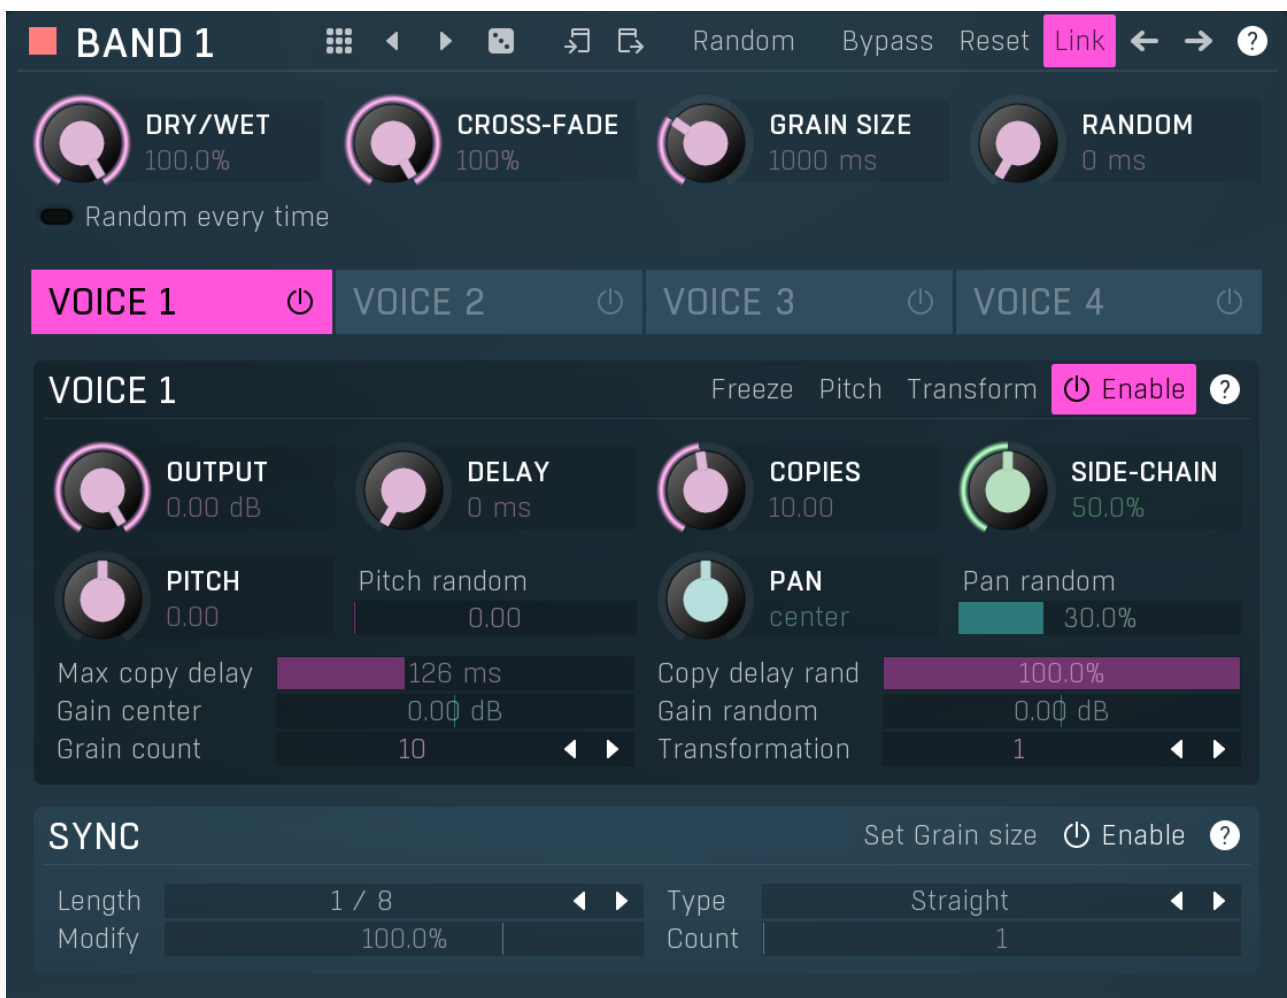 BAND 1 Random Bypass Reset Link ?
DRY/WET CROSS-FADE GRAIN SIZE RANDOM
100.0% 100% 1000 ms 0 ms
Random every time
VOICE 1 VOICE 2 VOICE 3 VOICE 4
VOICE 1 Freeze Pitch Transform Enable ?
OUTPUT DELAY COPIES SIDE-CHAIN
0.00 dB 0 ms 10.00 50.0%
PITCH Pitch random PAN Pan random
0.00 0.00 center 30.0%
Max copy delay 126 ms Copy delay rand 100.0%
Gain center 0.00 dB Gain random 0.00 dB
Grain count 10 Transformation 1
SYNC Set Grain size Enable ?
Length 1 / 8 Type Straight
Modify 100.0% Count 1